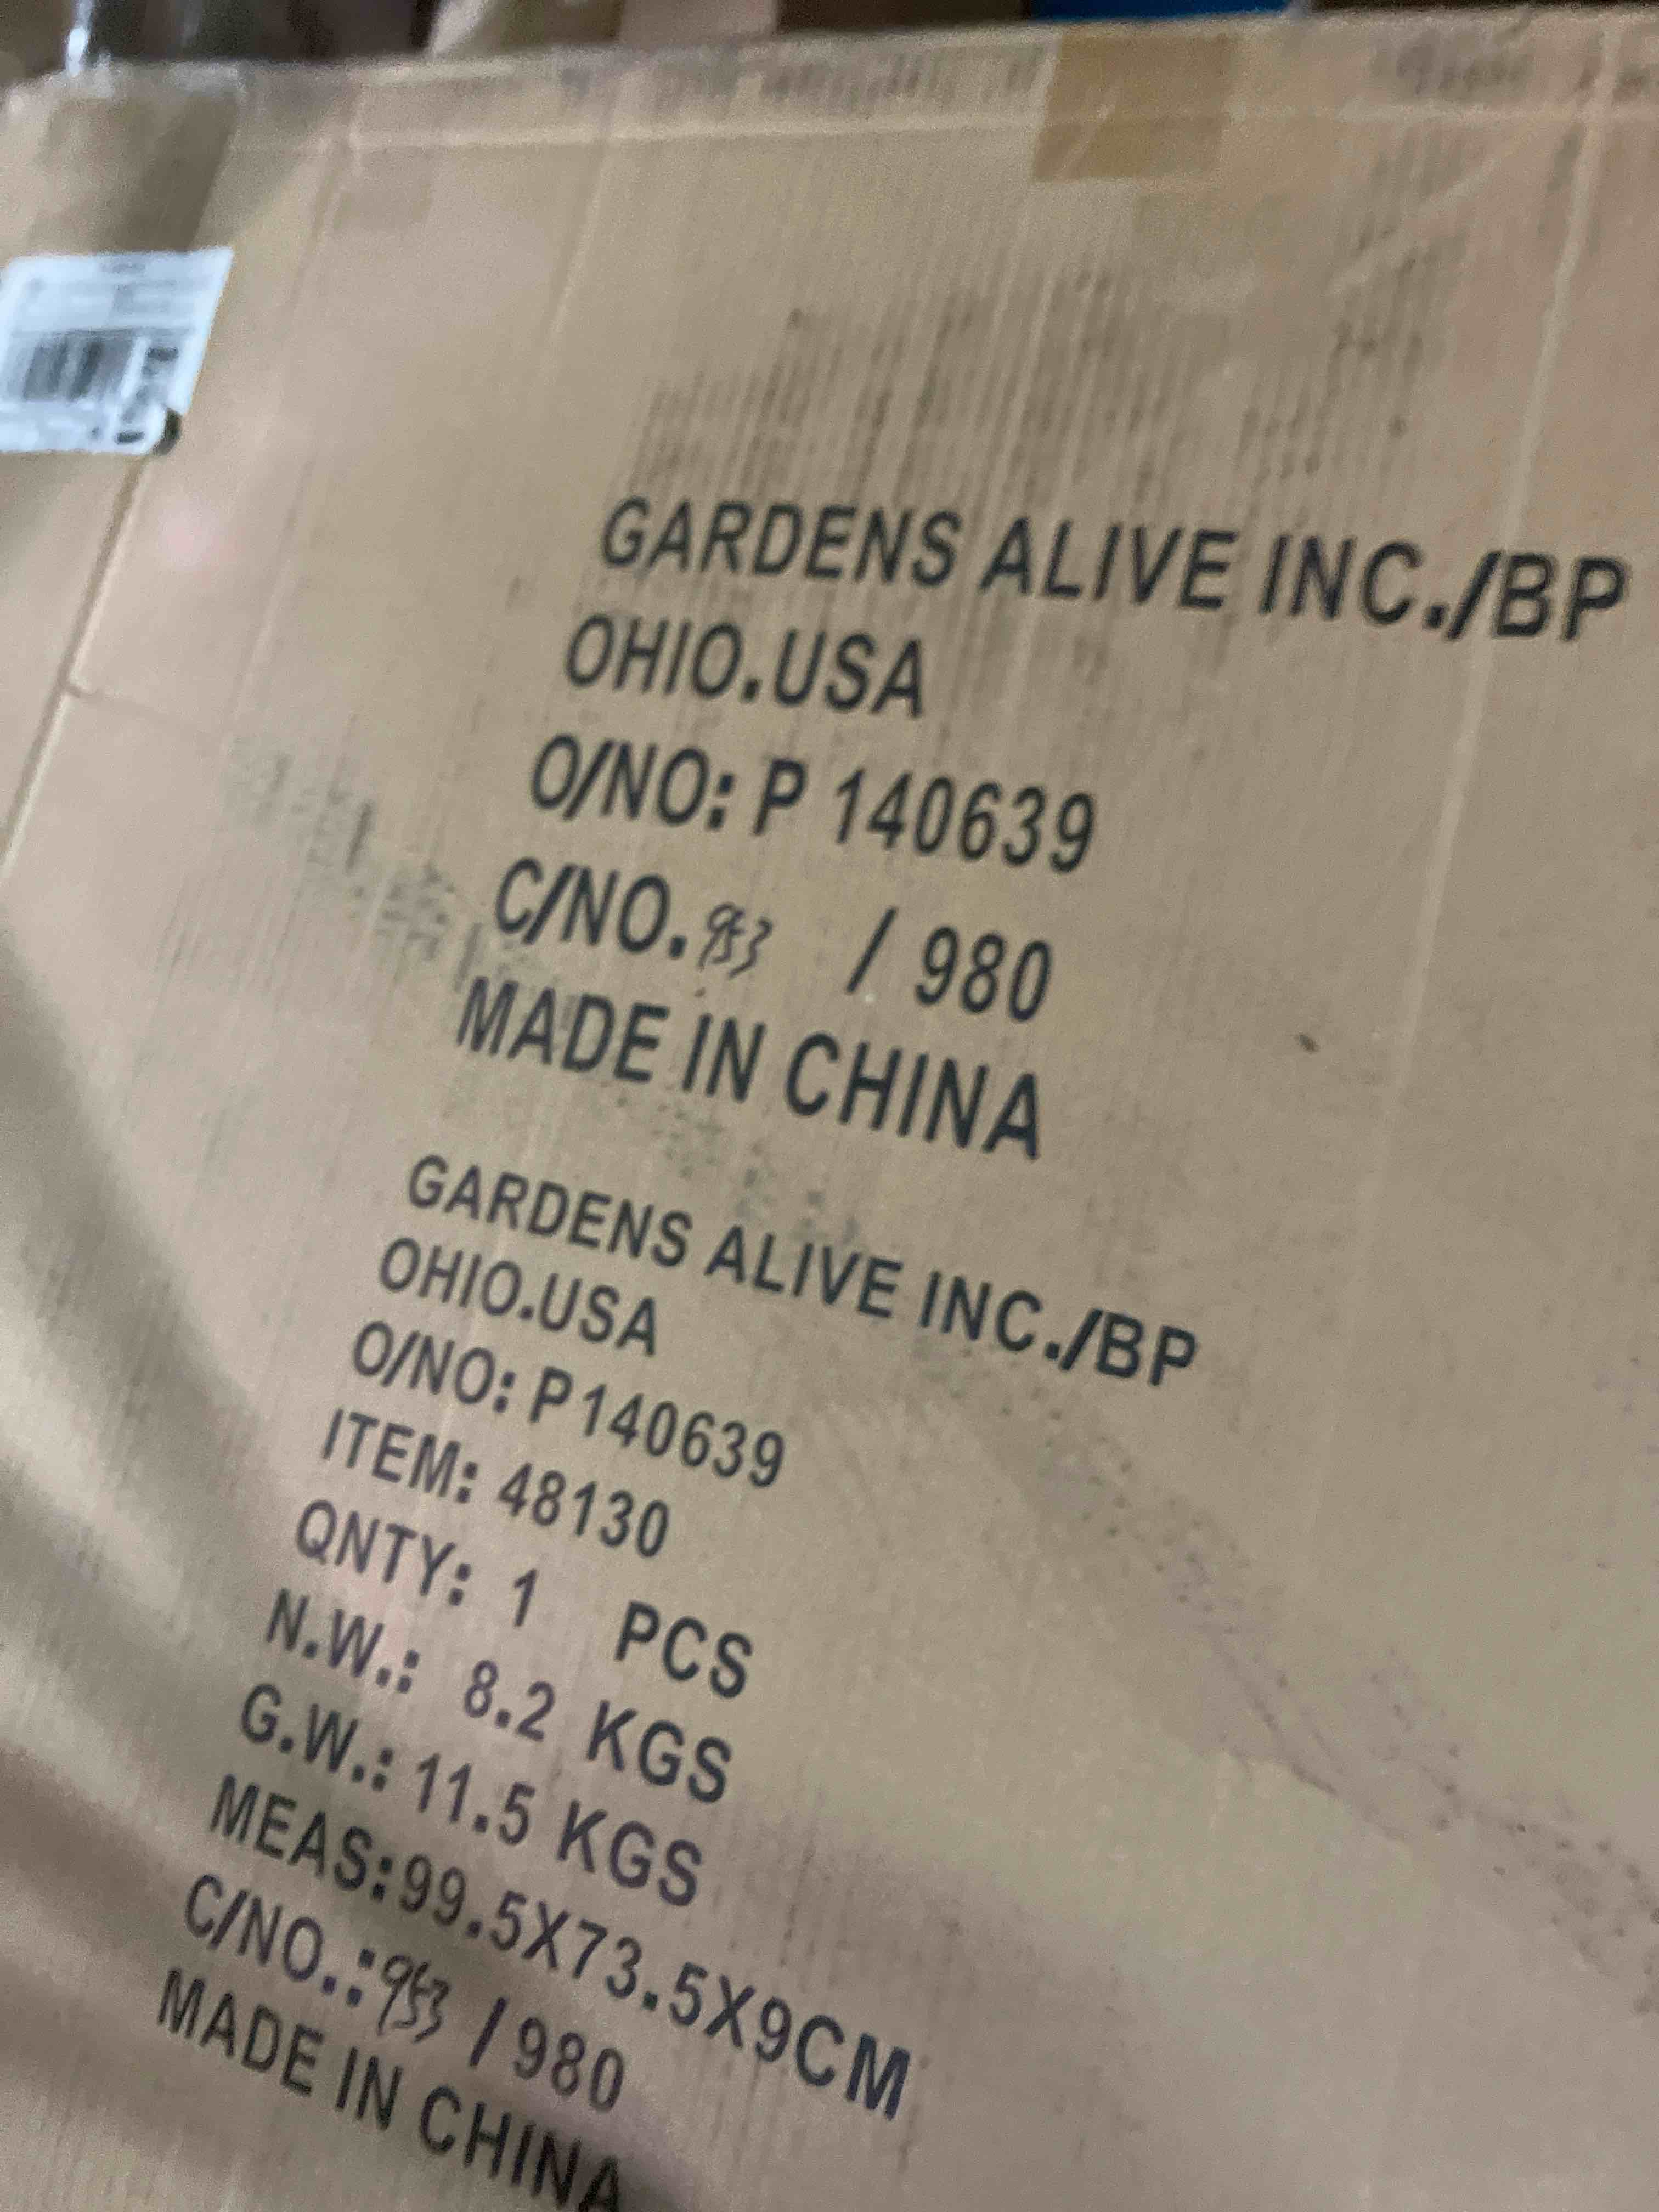 GARDENS ALIVE INC./BP
OHIO.USA
O/NO: P 140639
C/NO. 953 / 980
MADE IN CHINA
GARDENS ALIVE INC./BP
OHIO.USA
O/NO: P140639
ITEM: 48130
QNTY: 1 PCS
N.W.: 8.2 KGS
G.W.: 11.5 KGS
MEAS:99.5X73.5X9CM
C/NO.:953 / 980
MADE IN CHINA